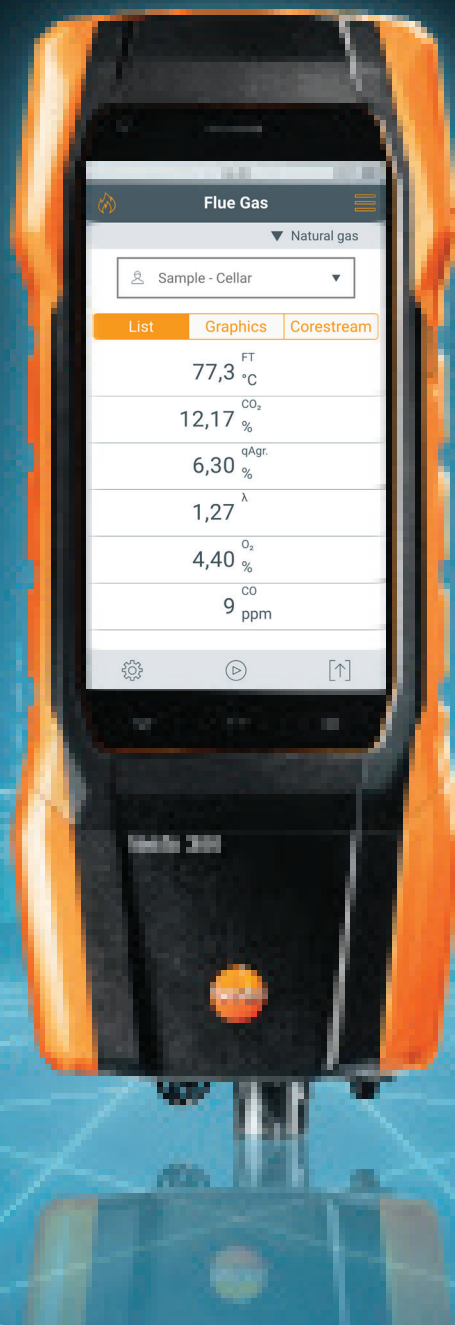 Flue Gas
▼ Natural gas
Sample - Cellar ▼
List Graphics Corestream
77,3 FT °C
12,17 CO₂ %
6,30 qAgr. %
1,27 λ
4,40 O₂ %
9 CO ppm